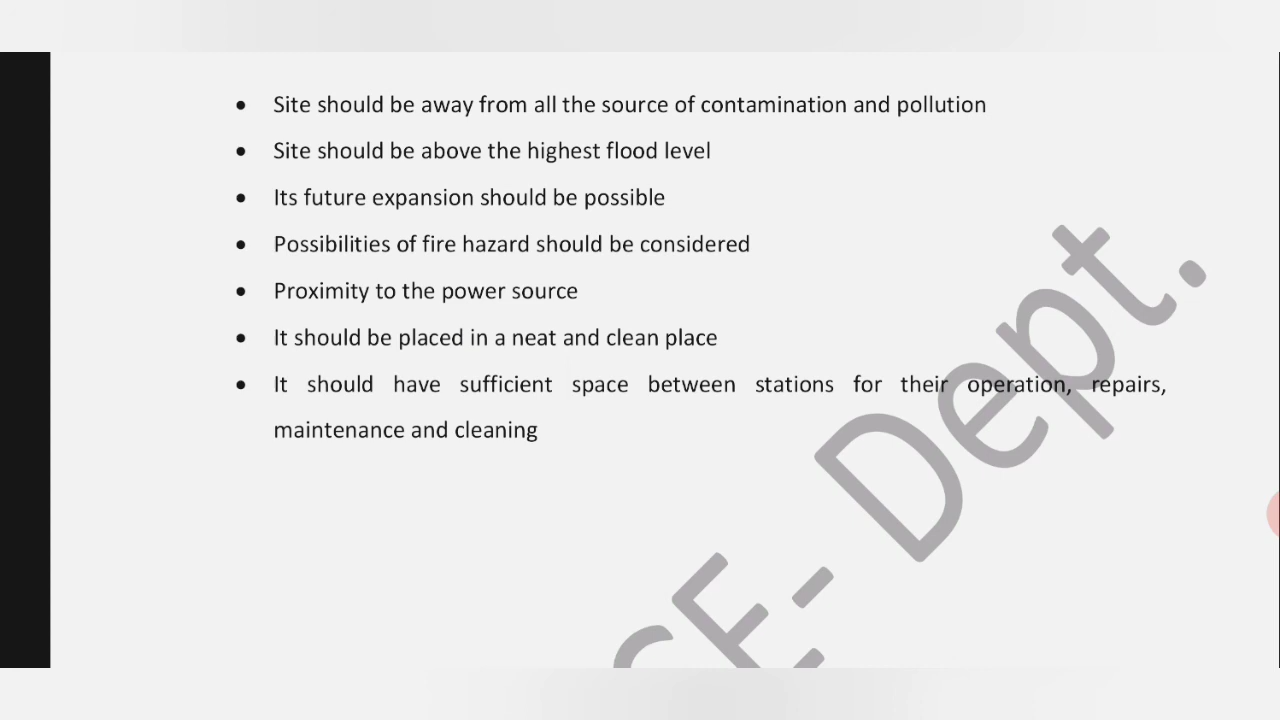 • Site should be away from all the source of contamination and pollution
• Site should be above the highest flood level
• Its future expansion should be possible
• Possibilities of fire hazard should be considered
• Proximity to the power source
• It should be placed in a neat and clean place
• It should have sufficient space between stations for their operation, repairs,
maintenance and cleaning
CE- Dept.